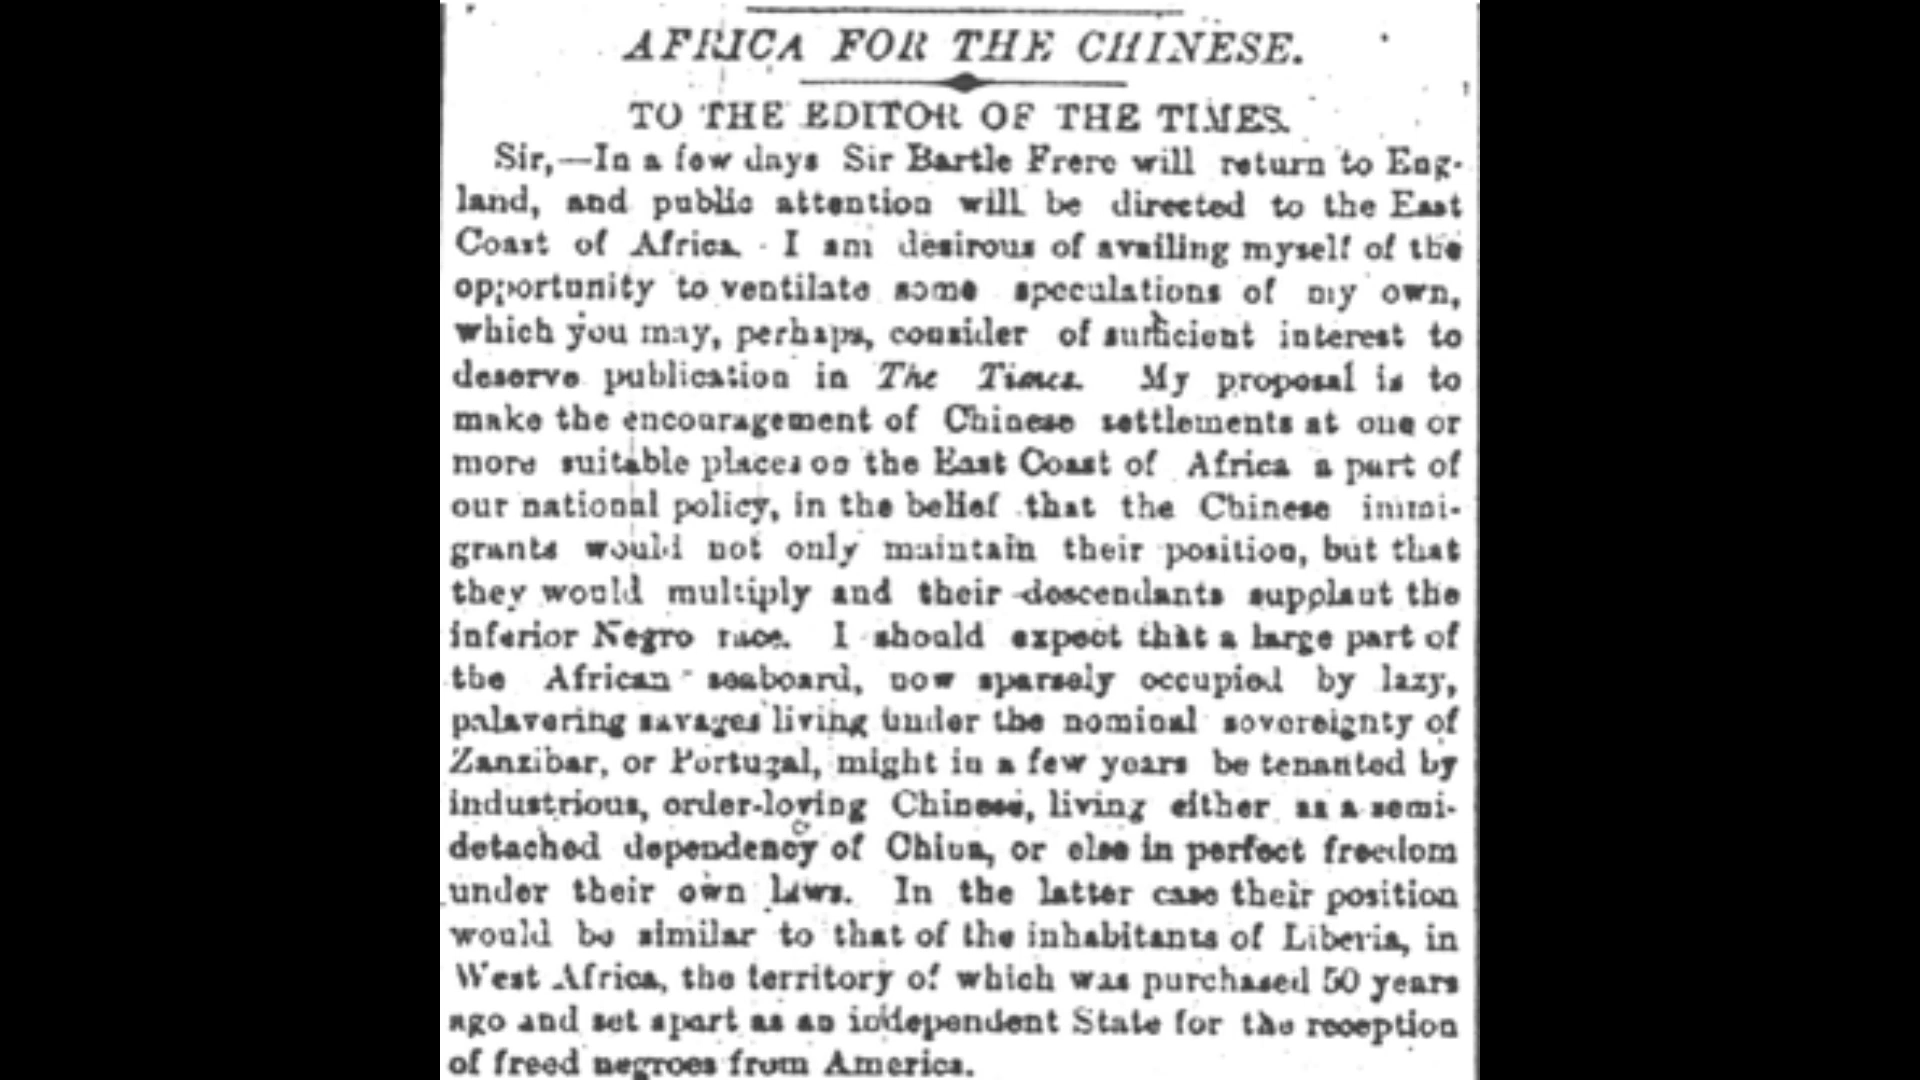 AFRICA FOR THE CHINESE.
TO THE EDITOR OF THE TIMES.
Sir,—In a few days Sir Bartle Frere will return to Eng-
land, and public attention will be directed to the East
Coast of Africa. I am desirous of availing myself of the
opportunity to ventilate some speculations of my own,
which you may, perhaps, consider of sufficient interest to
deserve publication in The Times. My proposal is to
make the encouragement of Chinese settlements at one or
more suitable places on the East Coast of Africa a part of
our national policy, in the belief that the Chinese immi-
grants would not only maintain their position, but that
they would multiply and their descendants supplant the
inferior Negro race. I should expect that a large part of
the African seaboard, now sparsely occupied by lazy,
palavering savages living under the nominal sovereignty of
Zanzibar, or Portugal, might in a few years be tenanted by
industrious, order-loving Chinese, living either as a semi-
detached dependency of China, or else in perfect freedom
under their own laws. In the latter case their position
would be similar to that of the inhabitants of Liberia, in
West Africa, the territory of which was purchased 50 years
ago and set apart as an independent State for the reception
of freed negroes from America.